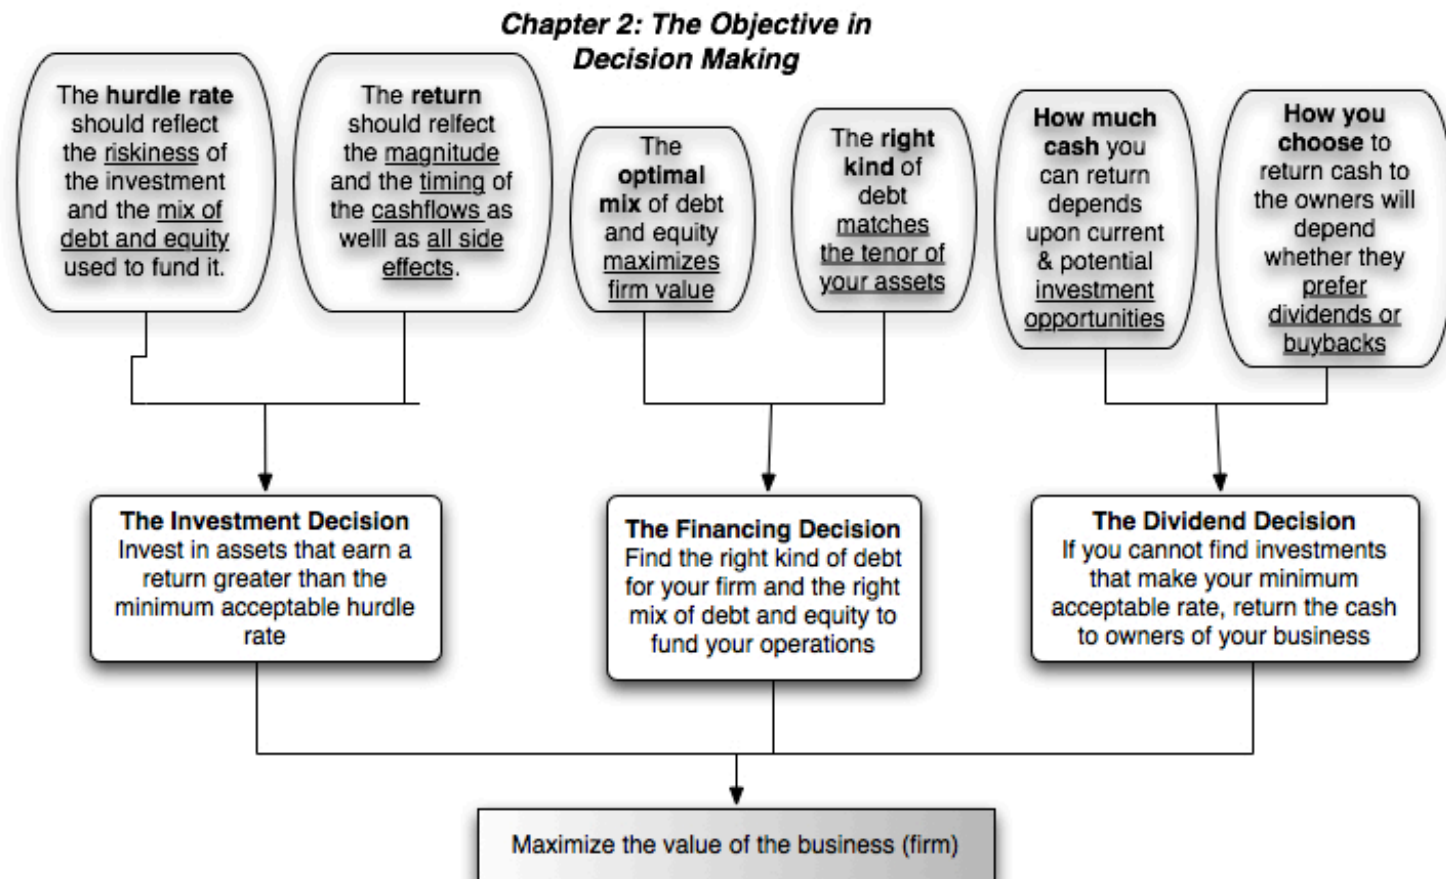 Chapter 2: The Objective in
Decision Making
The hurdle rate
should reflect
the riskiness of
the investment
and the mix of
debt and equity
used to fund it.
The return
should relfect
the magnitude
and the timing of
the cashflows as
welll as all side
effects.
The
optimal
mix of debt
and equity
maximizes
firm value
The right
kind of
debt
matches
the tenor of
your assets
How much
cash you
can return
depends
upon current
& potential
investment
opportunities
How you
choose to
return cash to
the owners will
depend
whether they
prefer
dividends or
buybacks
The Investment Decision
Invest in assets that earn a
return greater than the
minimum acceptable hurdle
rate
The Financing Decision
Find the right kind of debt
for your firm and the right
mix of debt and equity to
fund your operations
The Dividend Decision
If you cannot find investments
that make your minimum
acceptable rate, return the cash
to owners of your business
Maximize the value of the business (firm)